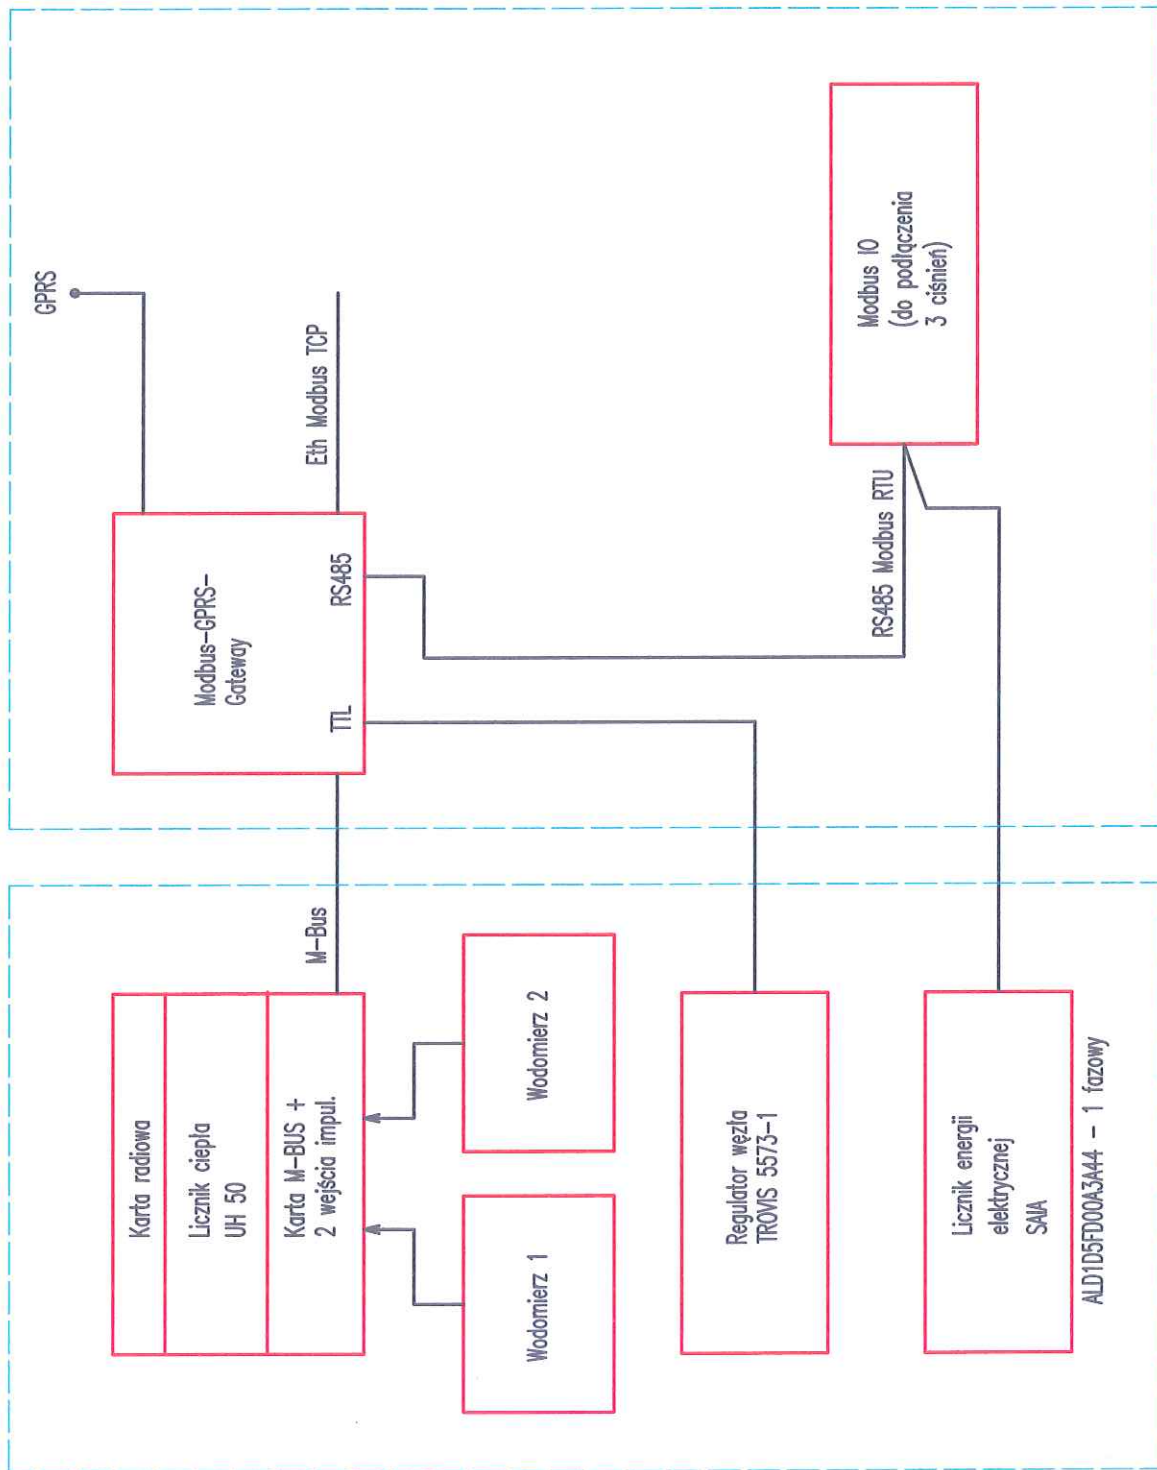 Karta radiowa
Licznik ciepła
UH 50
Karta M-BUS +
2 wejścia impul.
M-Bus
Wodomierz 1
Wodomierz 2
Regulator węzła
TROVIS 5573-1
Licznik energii
elektrycznej
SAIA
ALD1D5FD00A3A44 - 1 fazowy
Modbus-GPRS-
Gateway
TTL
RS485
GPRS
Eth Modbus TCP
RS485 Modbus RTU
Modbus IO
(do podłączenia
3 ciśnień)